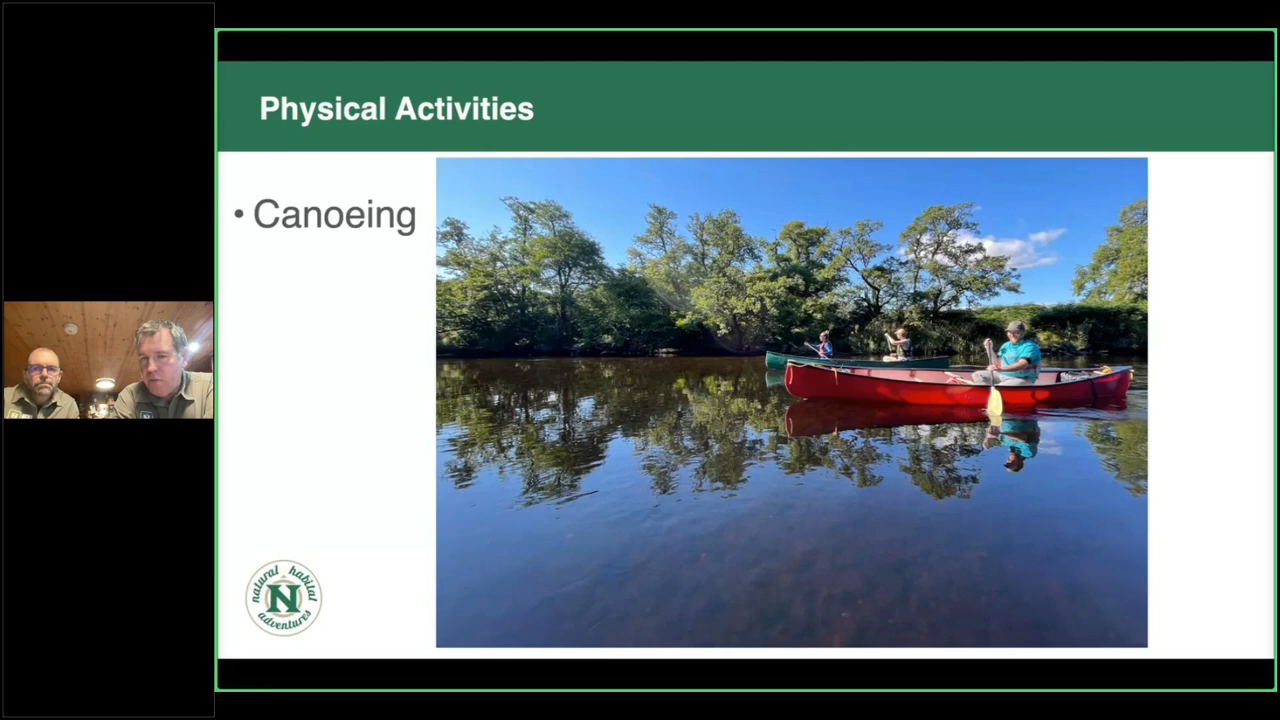 Physical Activities
• Canoeing
natural habitat
N
adventures